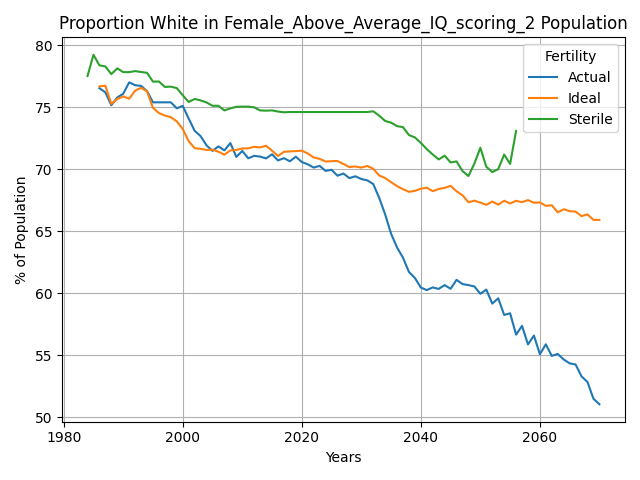 Proportion White in Female_Above_Average_IQ_scoring_2 Population
80
75
70
65
60
55
50
% of Population
Fertility
Actual
Ideal
Sterile
1980
2000
2020
2040
2060
Years